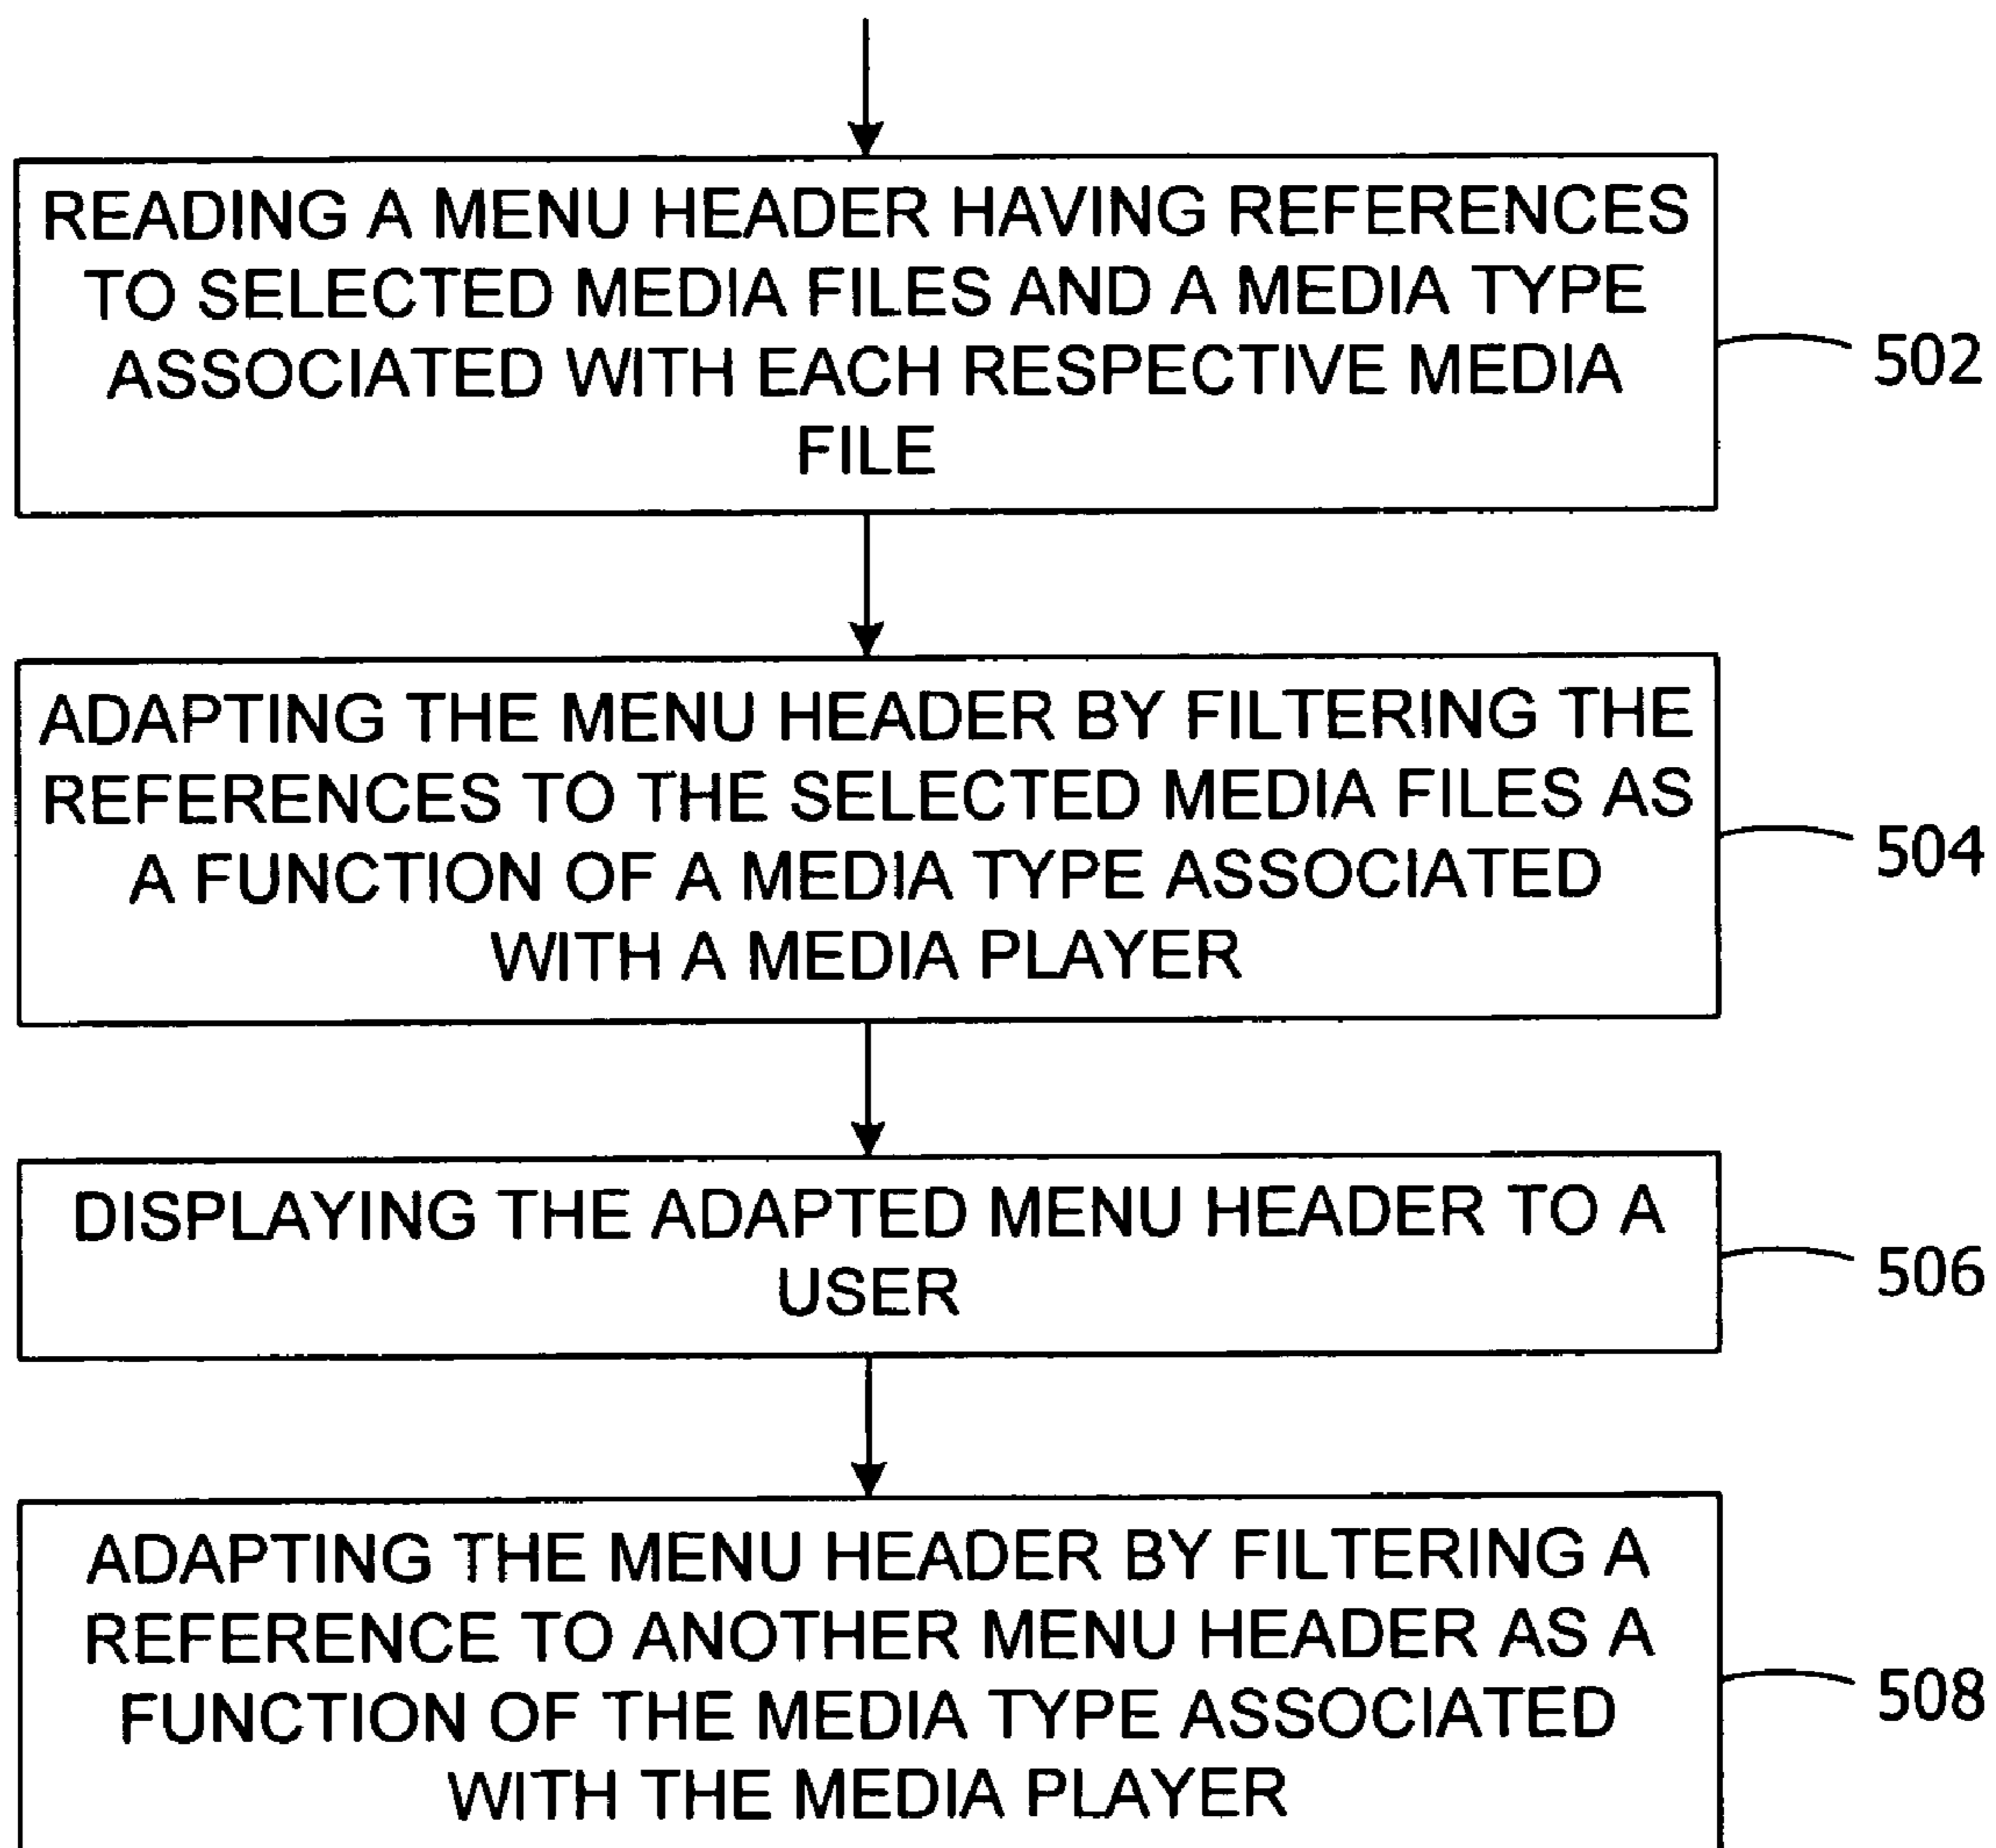 READING A MENU HEADER HAVING REFERENCES
TO SELECTED MEDIA FILES AND A MEDIA TYPE
ASSOCIATED WITH EACH RESPECTIVE MEDIA
FILE
502
ADAPTING THE MENU HEADER BY FILTERING THE
REFERENCES TO THE SELECTED MEDIA FILES AS
A FUNCTION OF A MEDIA TYPE ASSOCIATED
WITH A MEDIA PLAYER
504
DISPLAYING THE ADAPTED MENU HEADER TO A
USER
506
ADAPTING THE MENU HEADER BY FILTERING A
REFERENCE TO ANOTHER MENU HEADER AS A
FUNCTION OF THE MEDIA TYPE ASSOCIATED
WITH THE MEDIA PLAYER
508